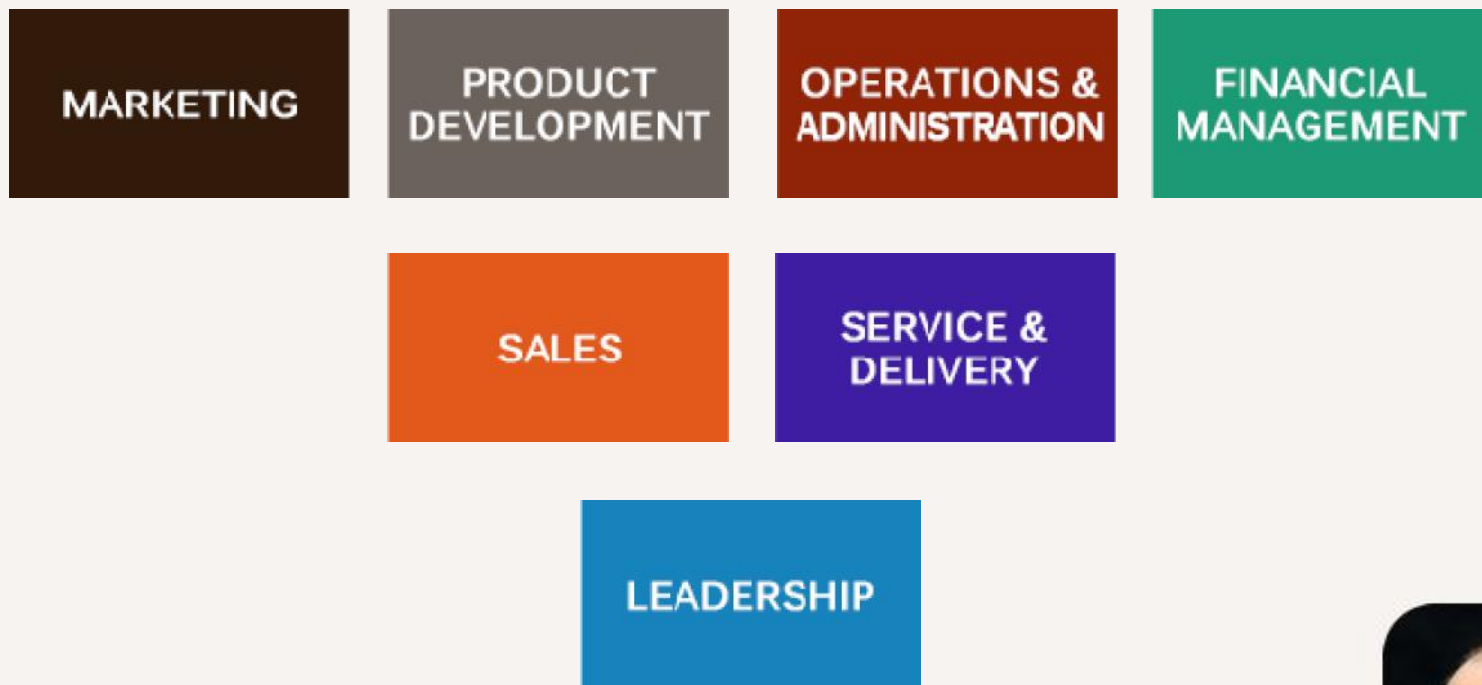 MARKETING
PRODUCT
DEVELOPMENT
OPERATIONS &
ADMINISTRATION
FINANCIAL
MANAGEMENT
SALES
SERVICE &
DELIVERY
LEADERSHIP